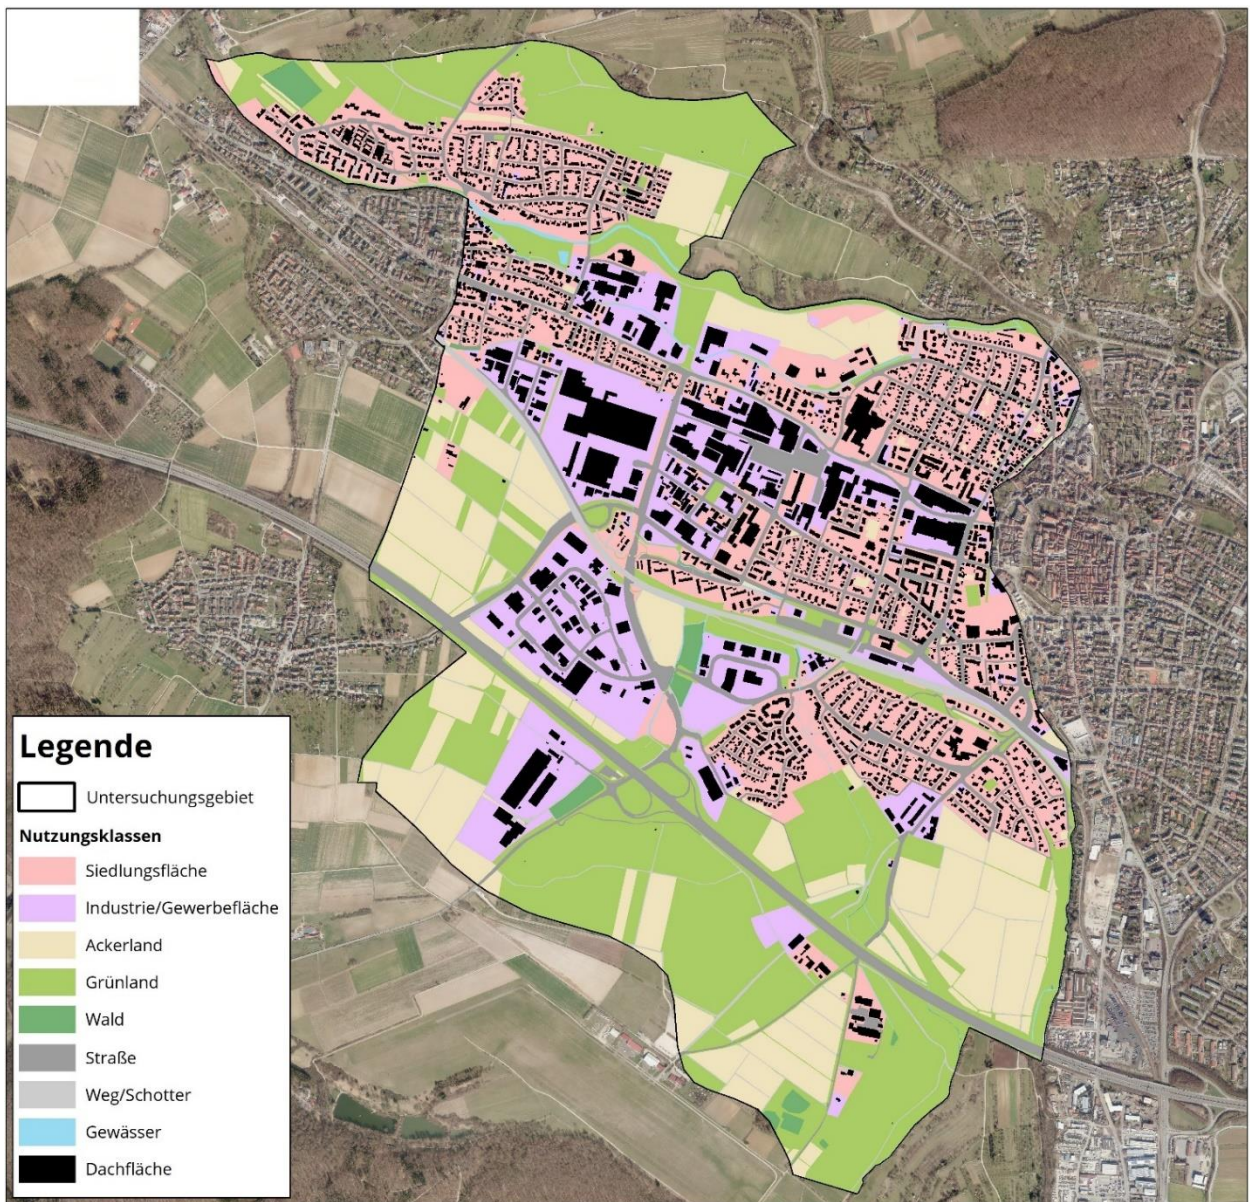 Legende
Untersuchungsgebiet
Nutzungsklassen
Siedlungsfläche
Industrie/Gewerbefläche
Ackerland
Grünland
Wald
Straße
Weg/Schotter
Gewässer
Dachfläche